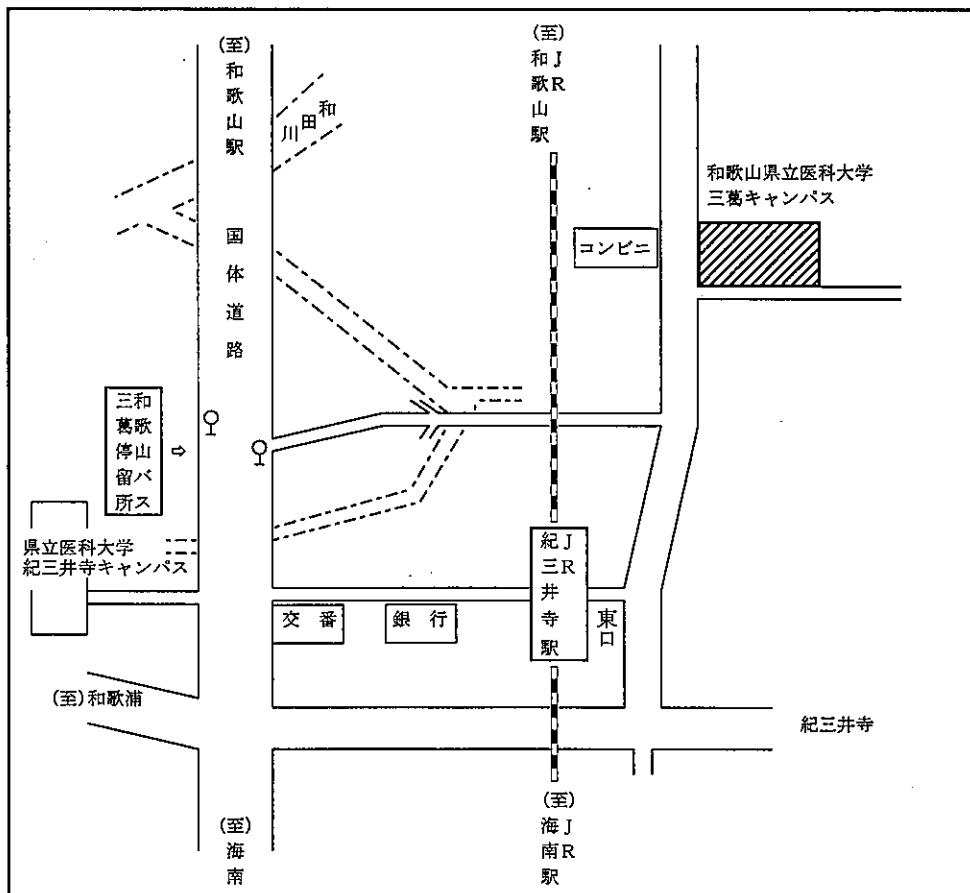 (至)和歌山駅
(至)JR和歌山駅
和田川
和歌山県立医科大学
三葛キャンパス
国体道路
コンビニ
和歌山バス
三葛停留所
⇨
県立医科大学
紀三井寺キャンパス
JR
紀三井寺駅
東口
交番
銀行
(至)和歌浦
紀三井寺
(至)海南
(至)JR海南駅